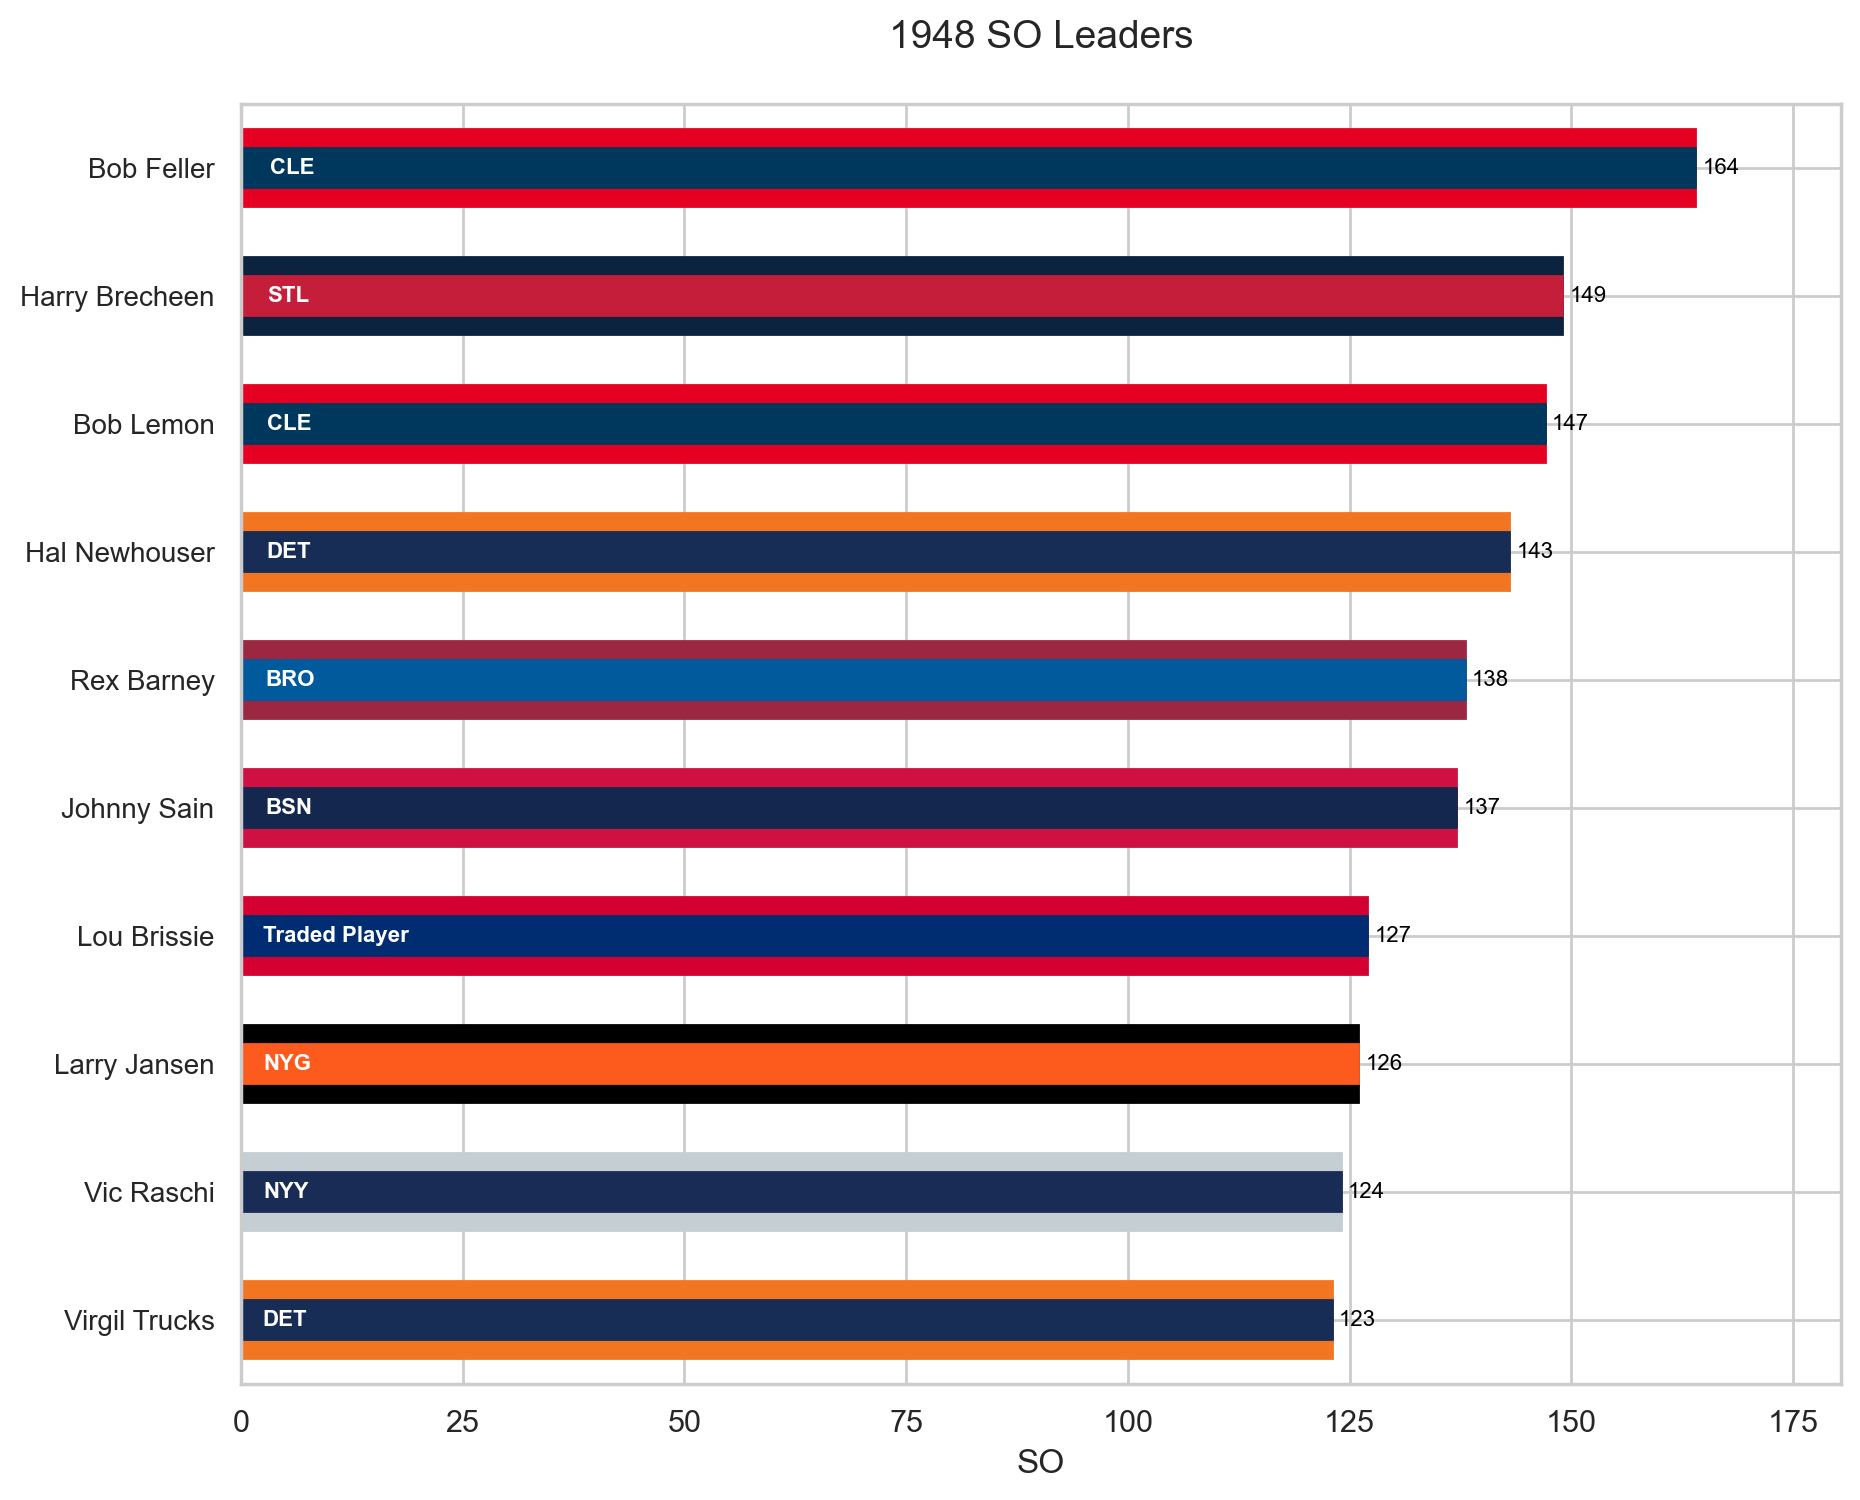 1948 SO Leaders
Bob Feller CLE 164
Harry Brecheen STL 149
Bob Lemon CLE 147
Hal Newhouser DET 143
Rex Barney BRO 138
Johnny Sain BSN 137
Lou Brissie Traded Player 127
Larry Jansen NYG 126
Vic Raschi NYY 124
Virgil Trucks DET 123
0 25 50 75 100 125 150 175
SO